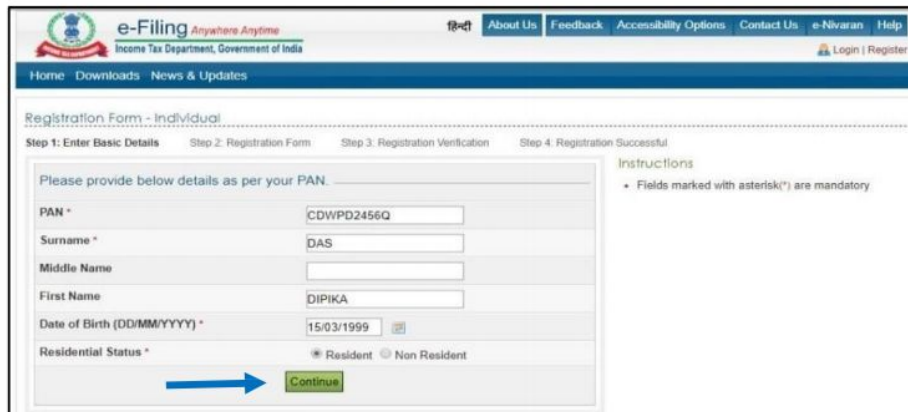 e-Filing Anywhere Anytime
Income Tax Department, Government of India
हिन्दी About Us Feedback Accessibility Options Contact Us e-Nivaran Help
Login | Register
Home Downloads News & Updates
Registration Form - Individual
Step 1: Enter Basic Details Step 2: Registration Form Step 3: Registration Verification Step 4: Registration Successful
Instructions
Please provide below details as per your PAN.
• Fields marked with asterisk(*) are mandatory
PAN * CDWPD2456Q
Surname * DAS
Middle Name
First Name DIPIKA
Date of Birth (DD/MM/YYYY) * 15/03/1999
Residential Status * Resident Non Resident
Continue